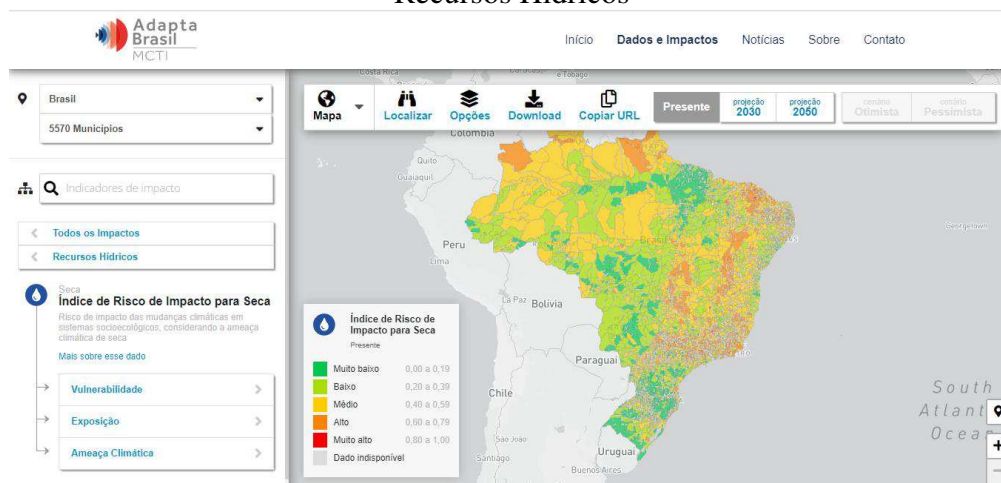 Recursos Hídricos
Adapta
Brasil
MCTI
Início Dados e Impactos Notícias Sobre Contato
Brasil
5570 Municípios
Indicadores de impacto
Todos os Impactos
Recursos Hídricos
Seca
Índice de Risco de Impacto para Seca
Risco de impacto das mudanças climáticas em
sistemas socioecológicos, considerando a ameaça
climática de seca
Mais sobre esse dado
Vulnerabilidade
Exposição
Ameaça Climática
Mapa
Localizar
Opções
Download
Copiar URL
Presente
projeção
2030
projeção
2050
cenário
Otimista
cenário
Pessimista
Costa Rica
e Tobago
Colombia
Quito
Guaiaquil
Peru
Lima
Brasil
La Paz
Bolivia
Paraguai
Chile
São João
Santiago
Uruguai
Buenos Aires
Georgetown
South
Atlant
Ocean
Índice de Risco de
Impacto para Seca
Presente
Muito baixo 0,00 a 0,19
Baixo 0,20 a 0,39
Médio 0,40 a 0,59
Alto 0,60 a 0,79
Muito alto 0,80 a 1,00
Dado indisponível